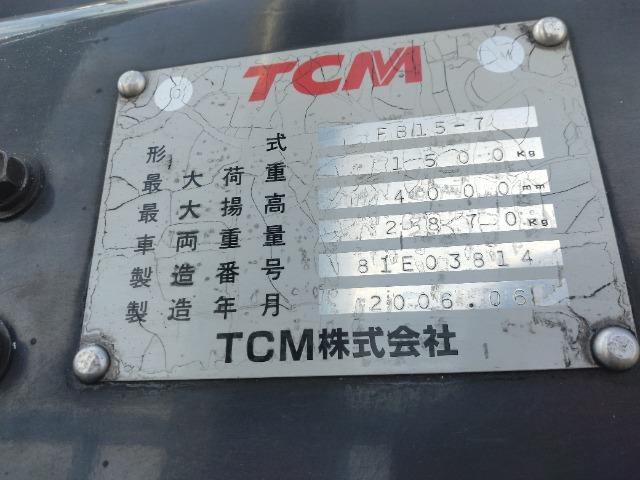 TCM
形式 FB15-7
最大荷重 1500Kg
最大揚高 4000mm
車両重量 2870Kg
製造番号 81E03814
製造年月 2006.06
TCM株式会社